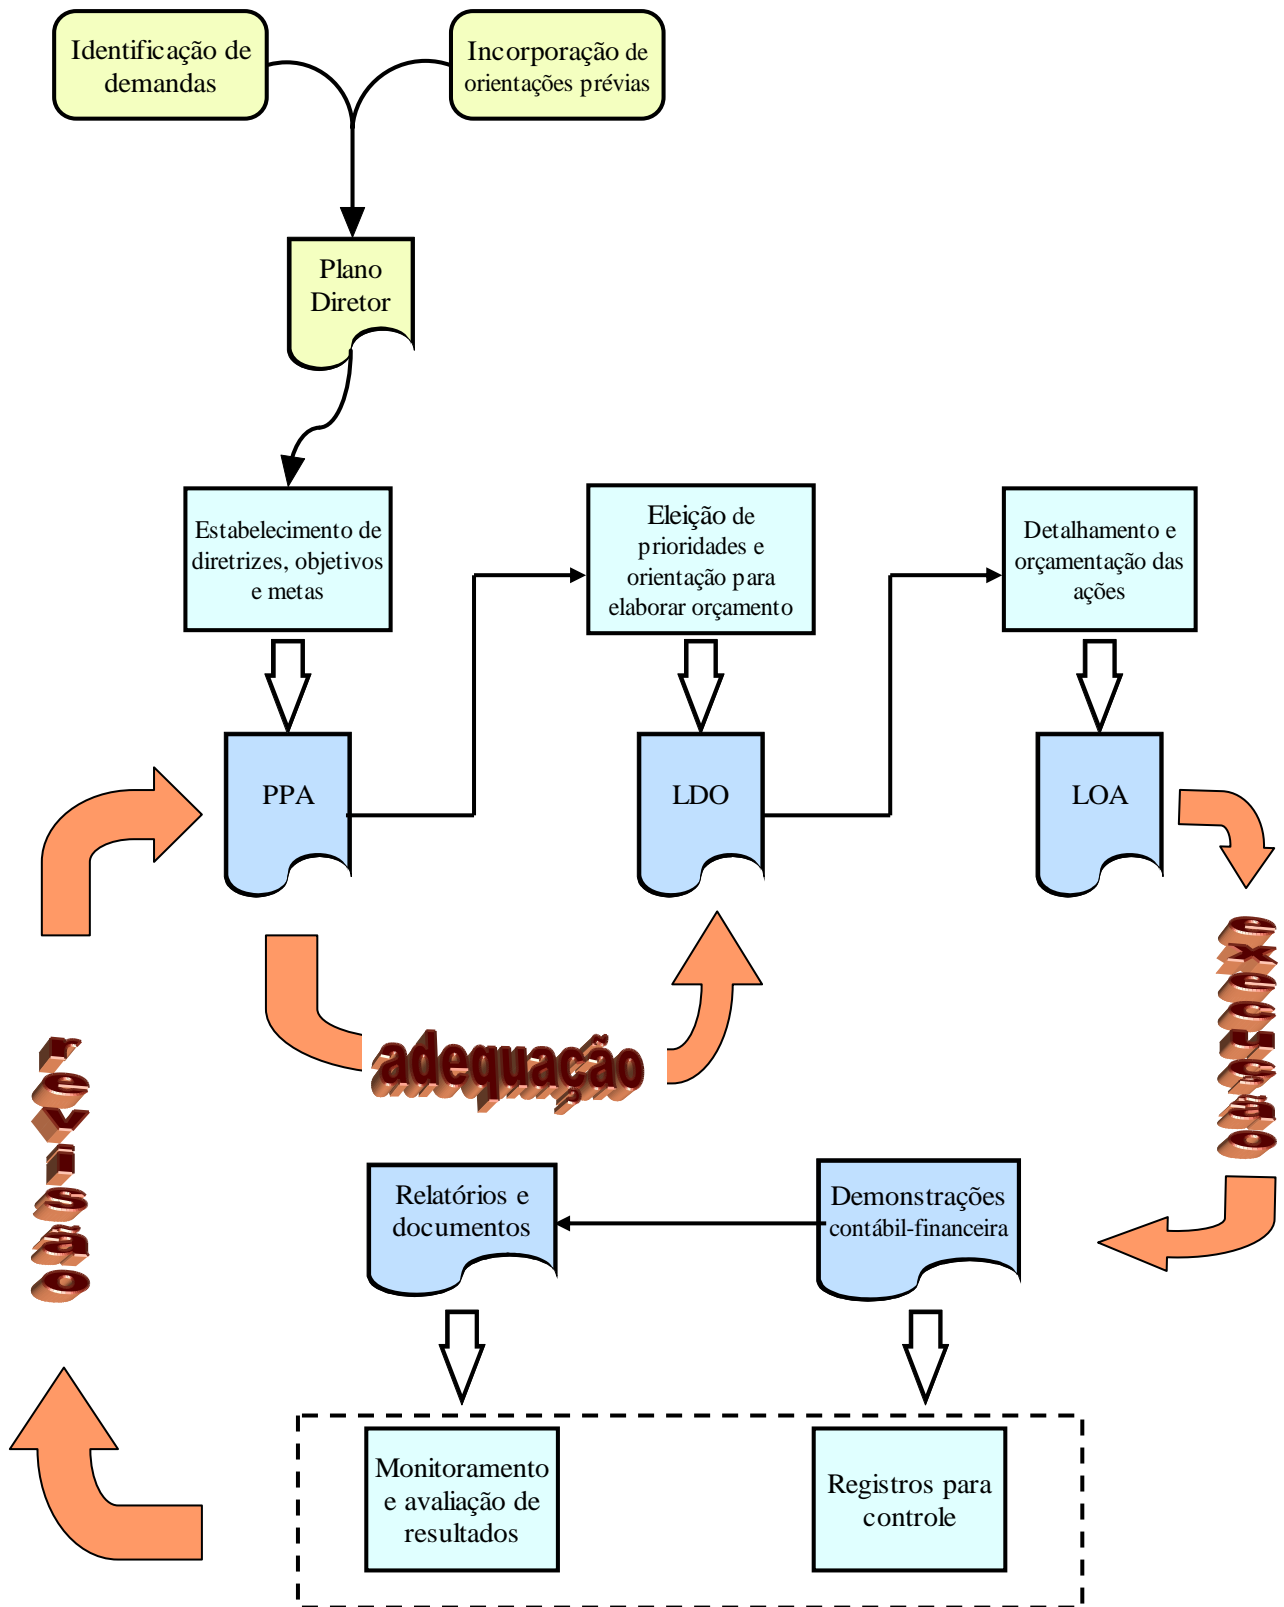 Identificação de
demandas
Incorporação de
orientações prévias
Plano
Diretor
Estabelecimento de
diretrizes, objetivos
e metas
Eleição de
prioridades e
orientação para
elaborar orçamento
Detalhamento e
orçamentação das
ações
PPA
LDO
LOA
execução
adequação
revisão
Relatórios e
documentos
Demonstrações
contábil-financeira
Monitoramento
e avaliação de
resultados
Registros para
controle